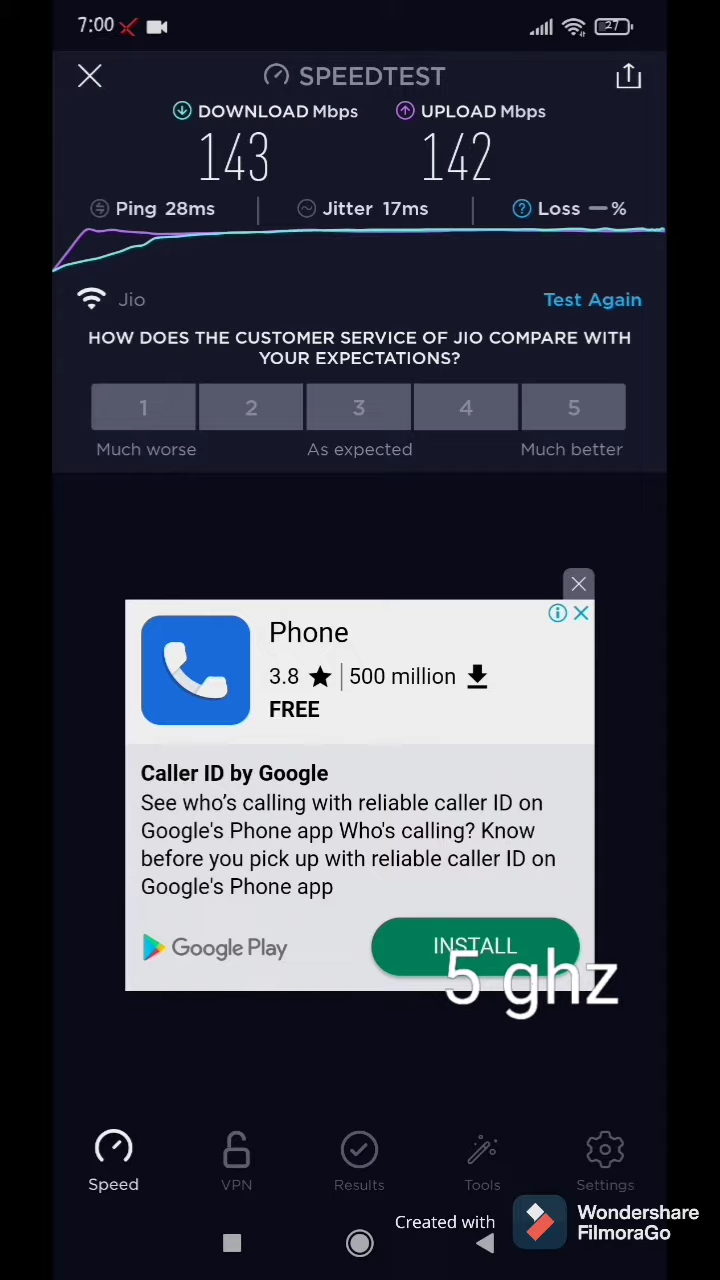 7:00
27
SPEEDTEST
DOWNLOAD Mbps
UPLOAD Mbps
143
142
Ping 28ms
Jitter 17ms
Loss — %
Jio
Test Again
HOW DOES THE CUSTOMER SERVICE OF JIO COMPARE WITH
YOUR EXPECTATIONS?
1
2
3
4
5
Much worse
As expected
Much better
Phone
3.8 ★ | 500 million
FREE
Caller ID by Google
See who's calling with reliable caller ID on
Google's Phone app Who's calling? Know
before you pick up with reliable caller ID on
Google's Phone app
Google Play
INSTALL
5 ghz
Speed
VPN
Results
Tools
Settings
Created with
Wondershare
FilmoraGo